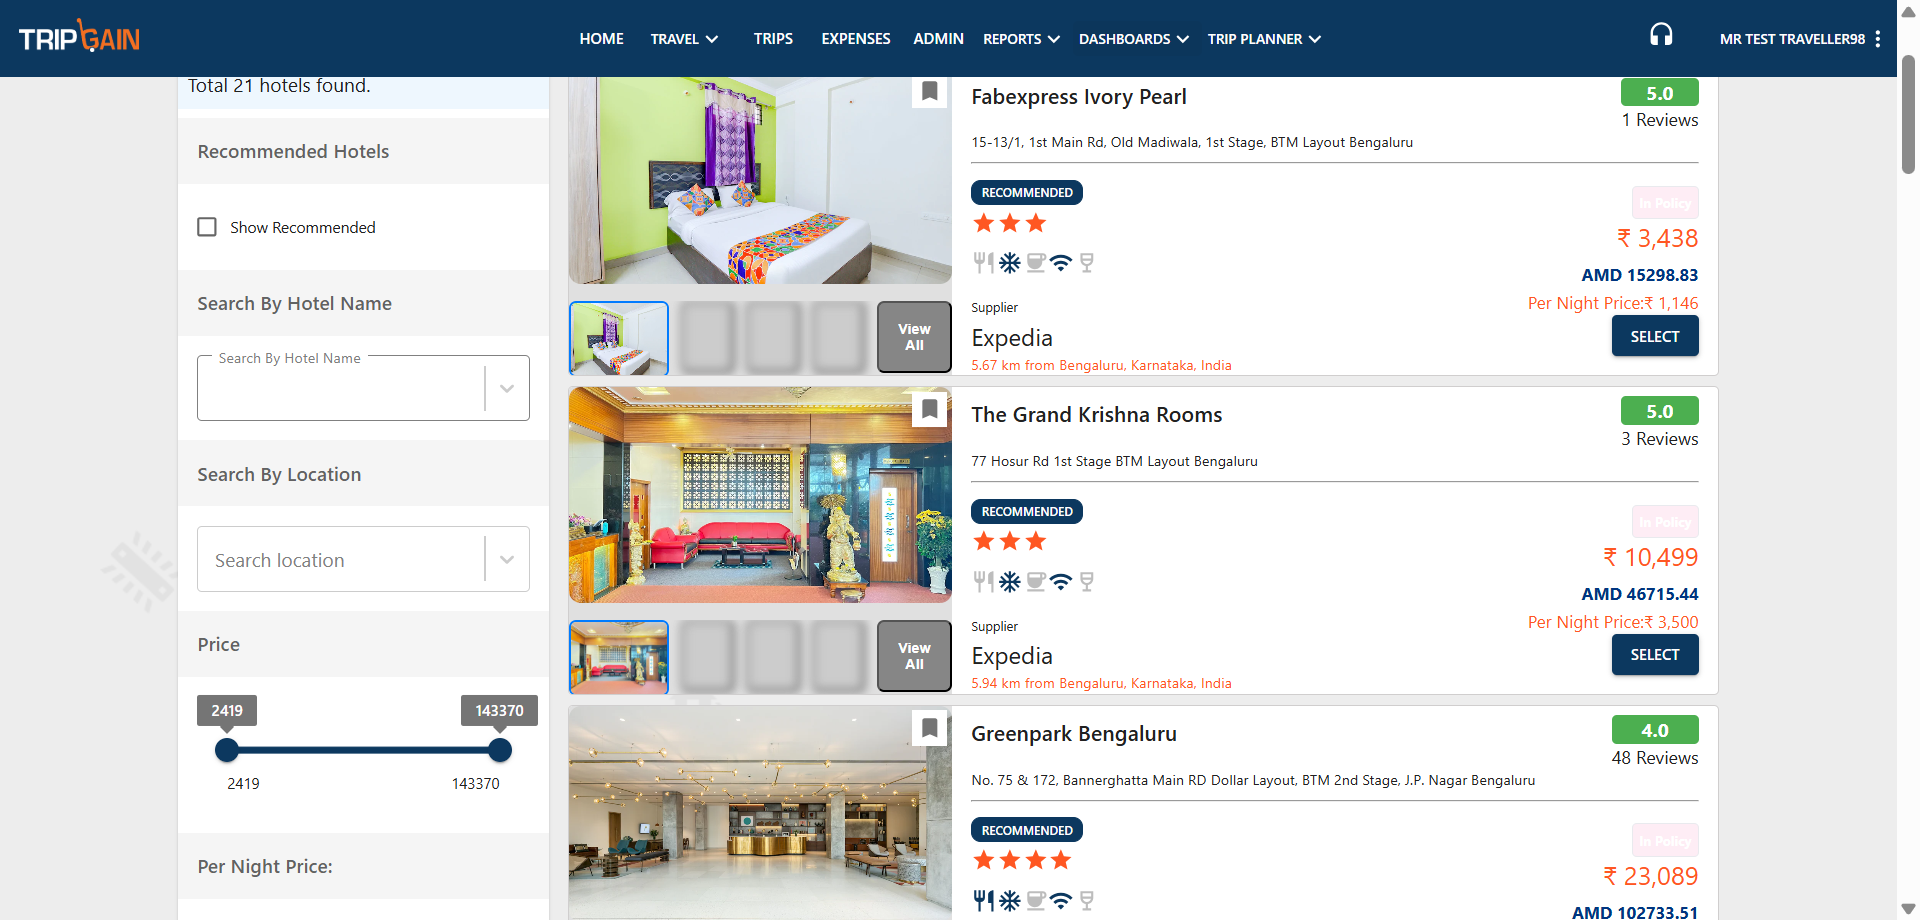 TRIPGAIN
HOME
TRAVEL
TRIPS
EXPENSES
ADMIN
REPORTS
DASHBOARDS
TRIP PLANNER
MR TEST TRAVELLER98
Total 21 hotels found.
Recommended Hotels
Show Recommended
Search By Hotel Name
Search By Hotel Name
Search By Location
Search location
Price
2419
143370
2419
143370
Per Night Price:
Fabexpress Ivory Pearl
5.0
1 Reviews
15-13/1, 1st Main Rd, Old Madiwala, 1st Stage, BTM Layout Bengaluru
RECOMMENDED
In Policy
₹ 3,438
AMD 15298.83
Per Night Price:₹ 1,146
Supplier
Expedia
5.67 km from Bengaluru, Karnataka, India
SELECT
View
All
The Grand Krishna Rooms
5.0
3 Reviews
77 Hosur Rd 1st Stage BTM Layout Bengaluru
RECOMMENDED
In Policy
₹ 10,499
AMD 46715.44
Per Night Price:₹ 3,500
Supplier
Expedia
5.94 km from Bengaluru, Karnataka, India
SELECT
View
All
Greenpark Bengaluru
4.0
48 Reviews
No. 75 & 172, Bannerghatta Main RD Dollar Layout, BTM 2nd Stage, J.P. Nagar Bengaluru
RECOMMENDED
In Policy
₹ 23,089
AMD 102733.51